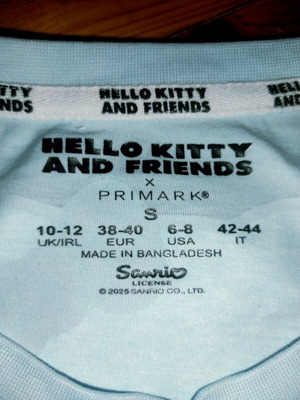 HELLO KITTY
AND FRIENDS
HELLO KITTY
AND FRIENDS
x
PRIMARK®
S
10-12 38-40 6-8 42-44
UK/IRL EUR USA IT
MADE IN BANGLADESH
Sanrio
LICENSE
© 2025 SANRIO CO., LTD.